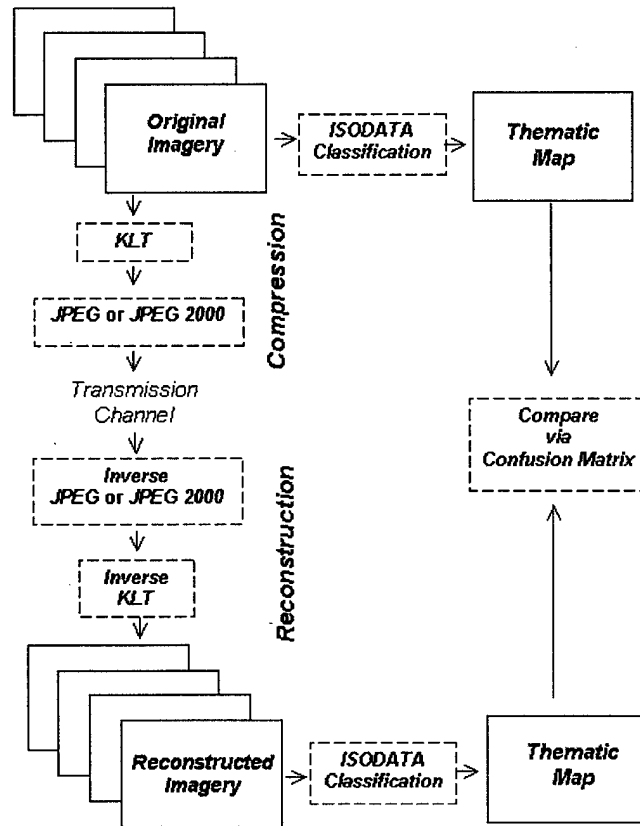 Original
Imagery
ISODATA
Classification
Thematic
Map
KLT
Compression
JPEG or JPEG 2000
Transmission
Channel
Compare
via
Confusion Matrix
Inverse
JPEG or JPEG 2000
Reconstruction
Inverse
KLT
Reconstructed
Imagery
ISODATA
Classification
Thematic
Map